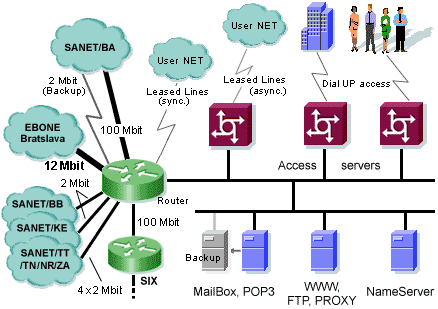 SANET/BA
User NET
User NET
2 Mbit
(Backup)
Leased Lines
(sync.)
Leased Lines
(async.)
Dial UP access
100 Mbit
EBONE
Bratslava
12 Mbit
2 Mbit
Access servers
Router
SANET/BB
SANET/KE
SANET/TT
/TN/NR/ZA
100 Mbit
4 x 2 Mbit
SIX
Backup
MailBox, POP3
WWW,
FTP, PROXY
NameServer